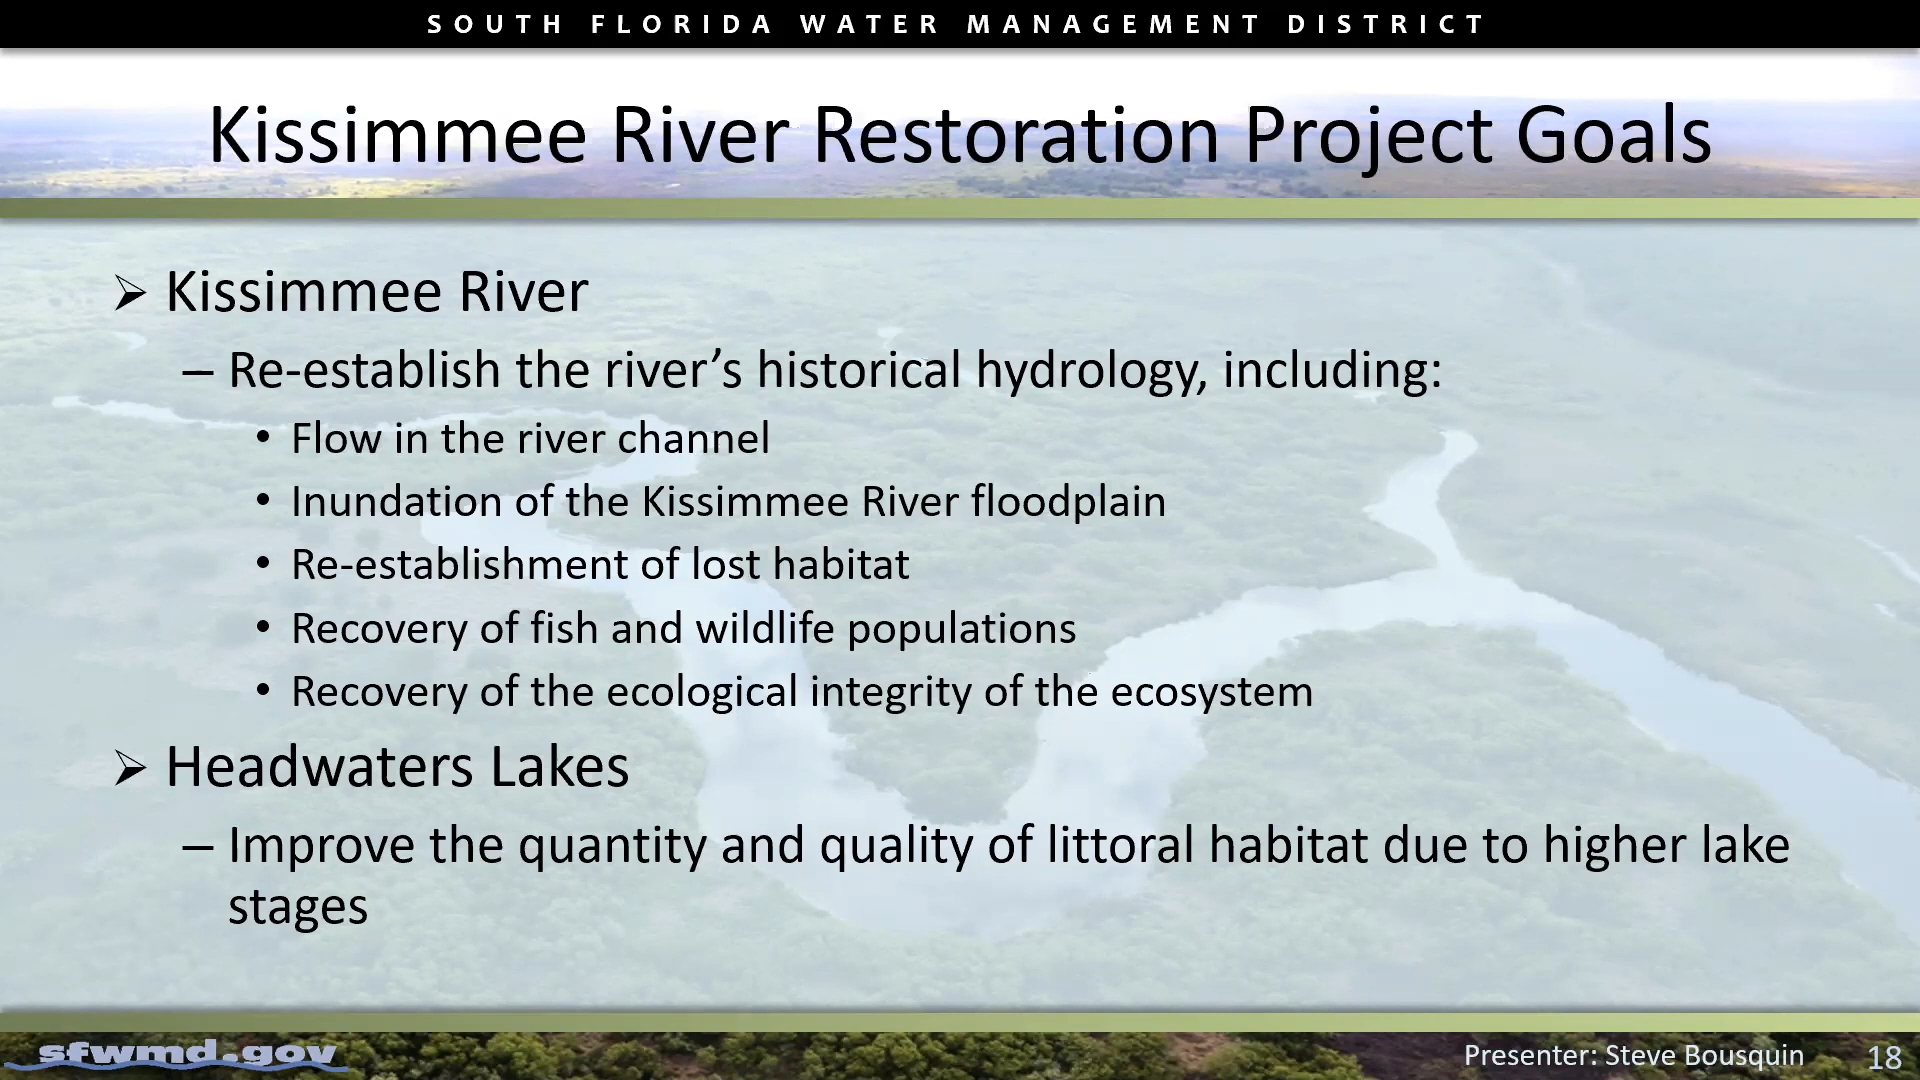 SOUTH FLORIDA WATER MANAGEMENT DISTRICT
Kissimmee River Restoration Project Goals
➢ Kissimmee River
– Re-establish the river’s historical hydrology, including:
• Flow in the river channel
• Inundation of the Kissimmee River floodplain
• Re-establishment of lost habitat
• Recovery of fish and wildlife populations
• Recovery of the ecological integrity of the ecosystem
➢ Headwaters Lakes
– Improve the quantity and quality of littoral habitat due to higher lake
stages
sfwmd.gov
Presenter: Steve Bousquin
18